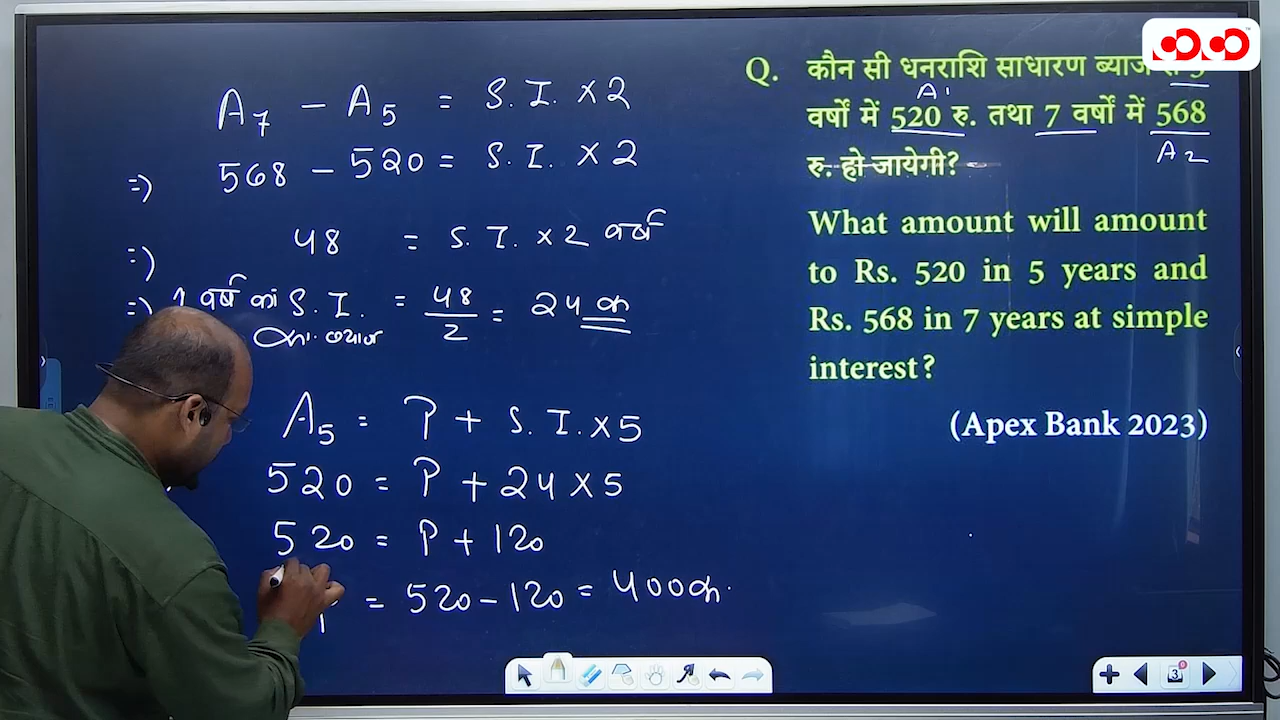 A₇ - A₅ = S.I. × 2
=) 568 - 520 = S.I. × 2
=) 48 = S.I. × 2 वर्ष
=) 1 वर्ष का S.I. = 48/2 = 24 रु
सा. ब्याज
A₅ = P + S.I. × 5
520 = P + 24 × 5
520 = P + 120
P = 520 - 120 = 400 रु.
Q. कौन सी धनराशि साधारण ब्याज से 5
A1
वर्षों में 520 रु. तथा 7 वर्षों में 568
A2
रु. हो जायेगी?
What amount will amount
to Rs. 520 in 5 years and
Rs. 568 in 7 years at simple
interest?
(Apex Bank 2023)
3